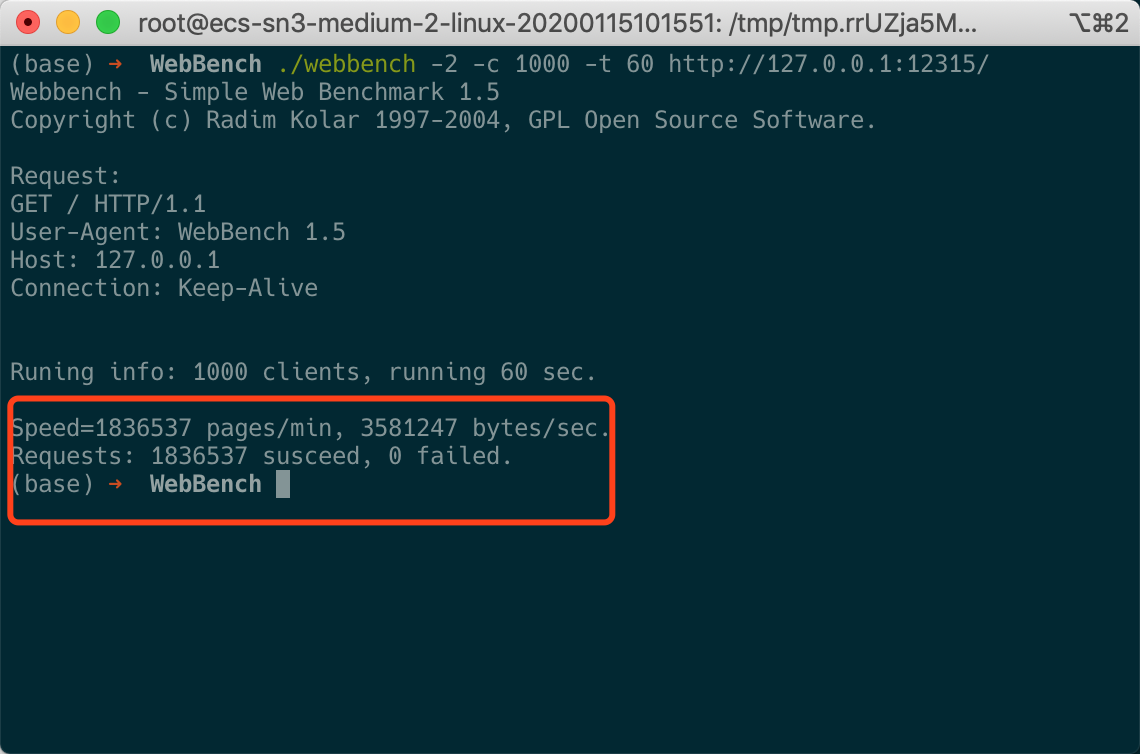 root@ecs-sn3-medium-2-linux-20200115101551: /tmp/tmp.rrUZja5M... ⌥⌘2
(base) ➜ WebBench ./webbench -2 -c 1000 -t 60 http://127.0.0.1:12315/
Webbench - Simple Web Benchmark 1.5
Copyright (c) Radim Kolar 1997-2004, GPL Open Source Software.
Request:
GET / HTTP/1.1
User-Agent: WebBench 1.5
Host: 127.0.0.1
Connection: Keep-Alive
Runing info: 1000 clients, running 60 sec.
Speed=1836537 pages/min, 3581247 bytes/sec.
Requests: 1836537 susceed, 0 failed.
(base) ➜ WebBench